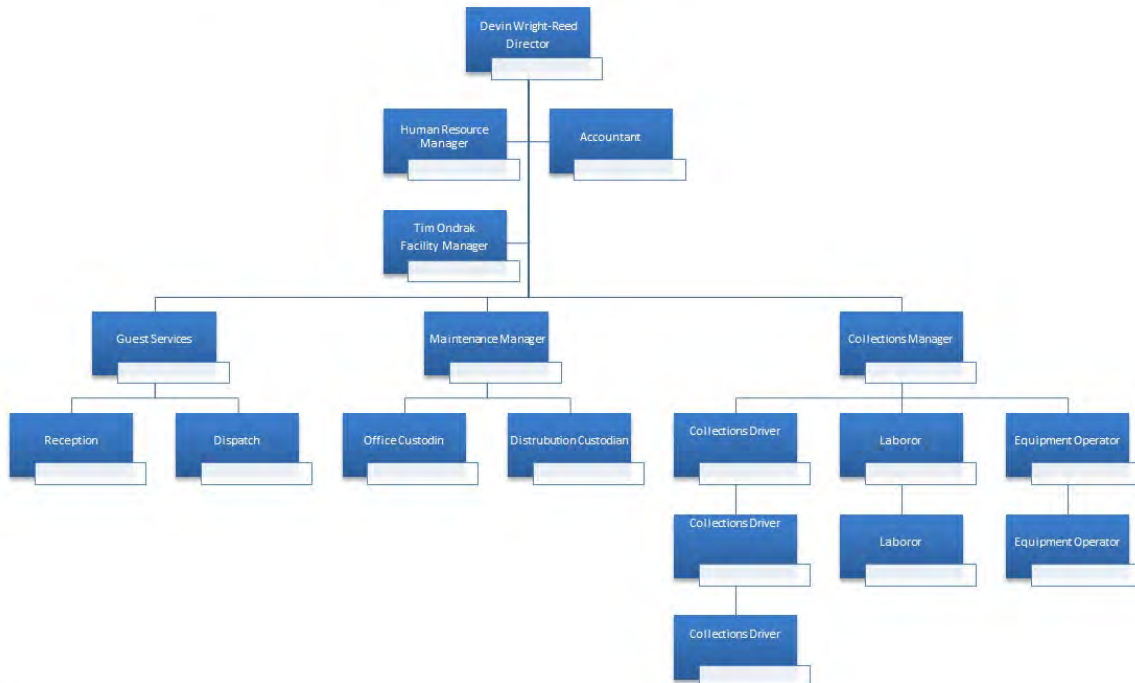 Devin Wright-Reed
Director
Human Resource
Manager
Accountant
Tim Ondrak
Facility Manager
Guest Services
Maintenance Manager
Collections Manager
Reception
Dispatch
Office Custodin
Distrubution Custodian
Collections Driver
Laboror
Equipment Operator
Collections Driver
Laboror
Equipment Operator
Collections Driver